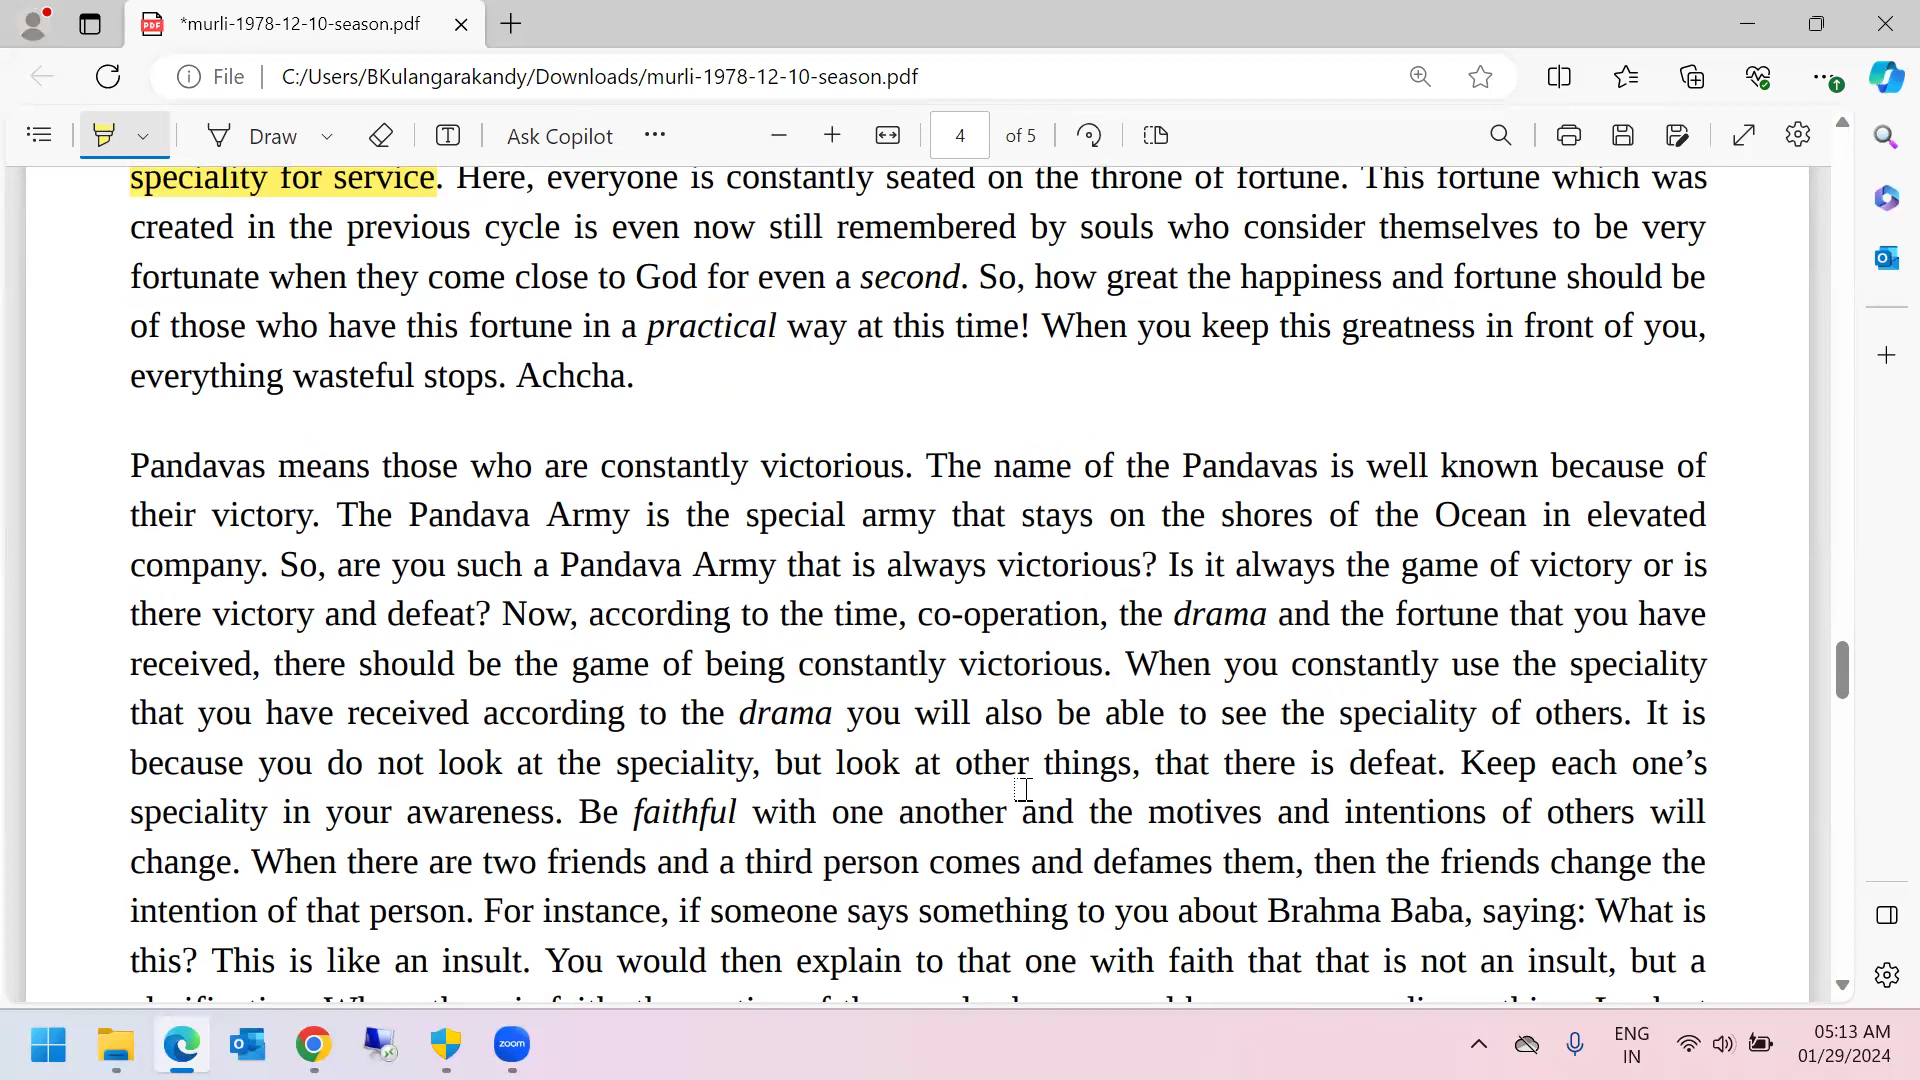 *murli-1978-12-10-season.pdf
File
C:/Users/BKulangarakandy/Downloads/murli-1978-12-10-season.pdf
Draw
Ask Copilot
4
of 5
speciality for service. Here, everyone is constantly seated on the throne of fortune. This fortune which was
created in the previous cycle is even now still remembered by souls who consider themselves to be very
fortunate when they come close to God for even a second. So, how great the happiness and fortune should be
of those who have this fortune in a practical way at this time! When you keep this greatness in front of you,
everything wasteful stops. Achcha.
Pandavas means those who are constantly victorious. The name of the Pandavas is well known because of
their victory. The Pandava Army is the special army that stays on the shores of the Ocean in elevated
company. So, are you such a Pandava Army that is always victorious? Is it always the game of victory or is
there victory and defeat? Now, according to the time, co-operation, the drama and the fortune that you have
received, there should be the game of being constantly victorious. When you constantly use the speciality
that you have received according to the drama you will also be able to see the speciality of others. It is
because you do not look at the speciality, but look at other things, that there is defeat. Keep each one’s
speciality in your awareness. Be faithful with one another and the motives and intentions of others will
change. When there are two friends and a third person comes and defames them, then the friends change the
intention of that person. For instance, if someone says something to you about Brahma Baba, saying: What is
this? This is like an insult. You would then explain to that one with faith that that is not an insult, but a
zoom
ENG
IN
05:13 AM
01/29/2024